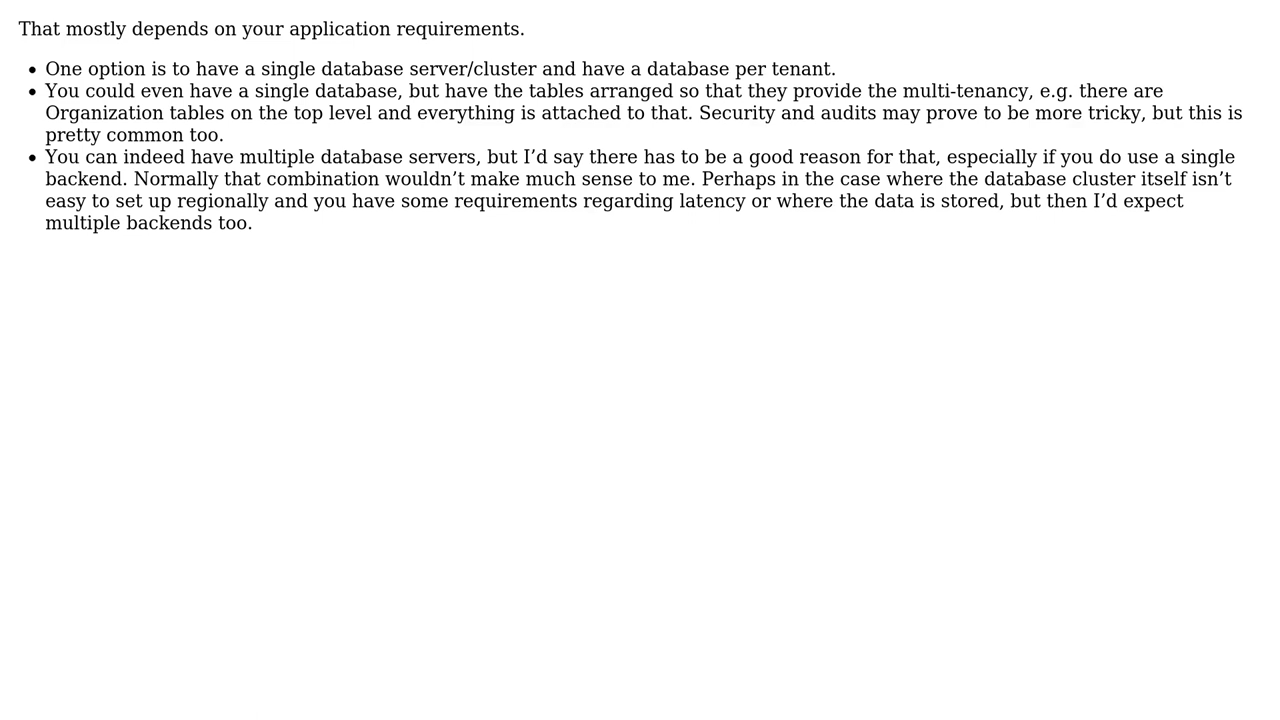 That mostly depends on your application requirements.
• One option is to have a single database server/cluster and have a database per tenant.
• You could even have a single database, but have the tables arranged so that they provide the multi-tenancy, e.g. there are
Organization tables on the top level and everything is attached to that. Security and audits may prove to be more tricky, but this is
pretty common too.
• You can indeed have multiple database servers, but I’d say there has to be a good reason for that, especially if you do use a single
backend. Normally that combination wouldn’t make much sense to me. Perhaps in the case where the database cluster itself isn’t
easy to set up regionally and you have some requirements regarding latency or where the data is stored, but then I’d expect
multiple backends too.